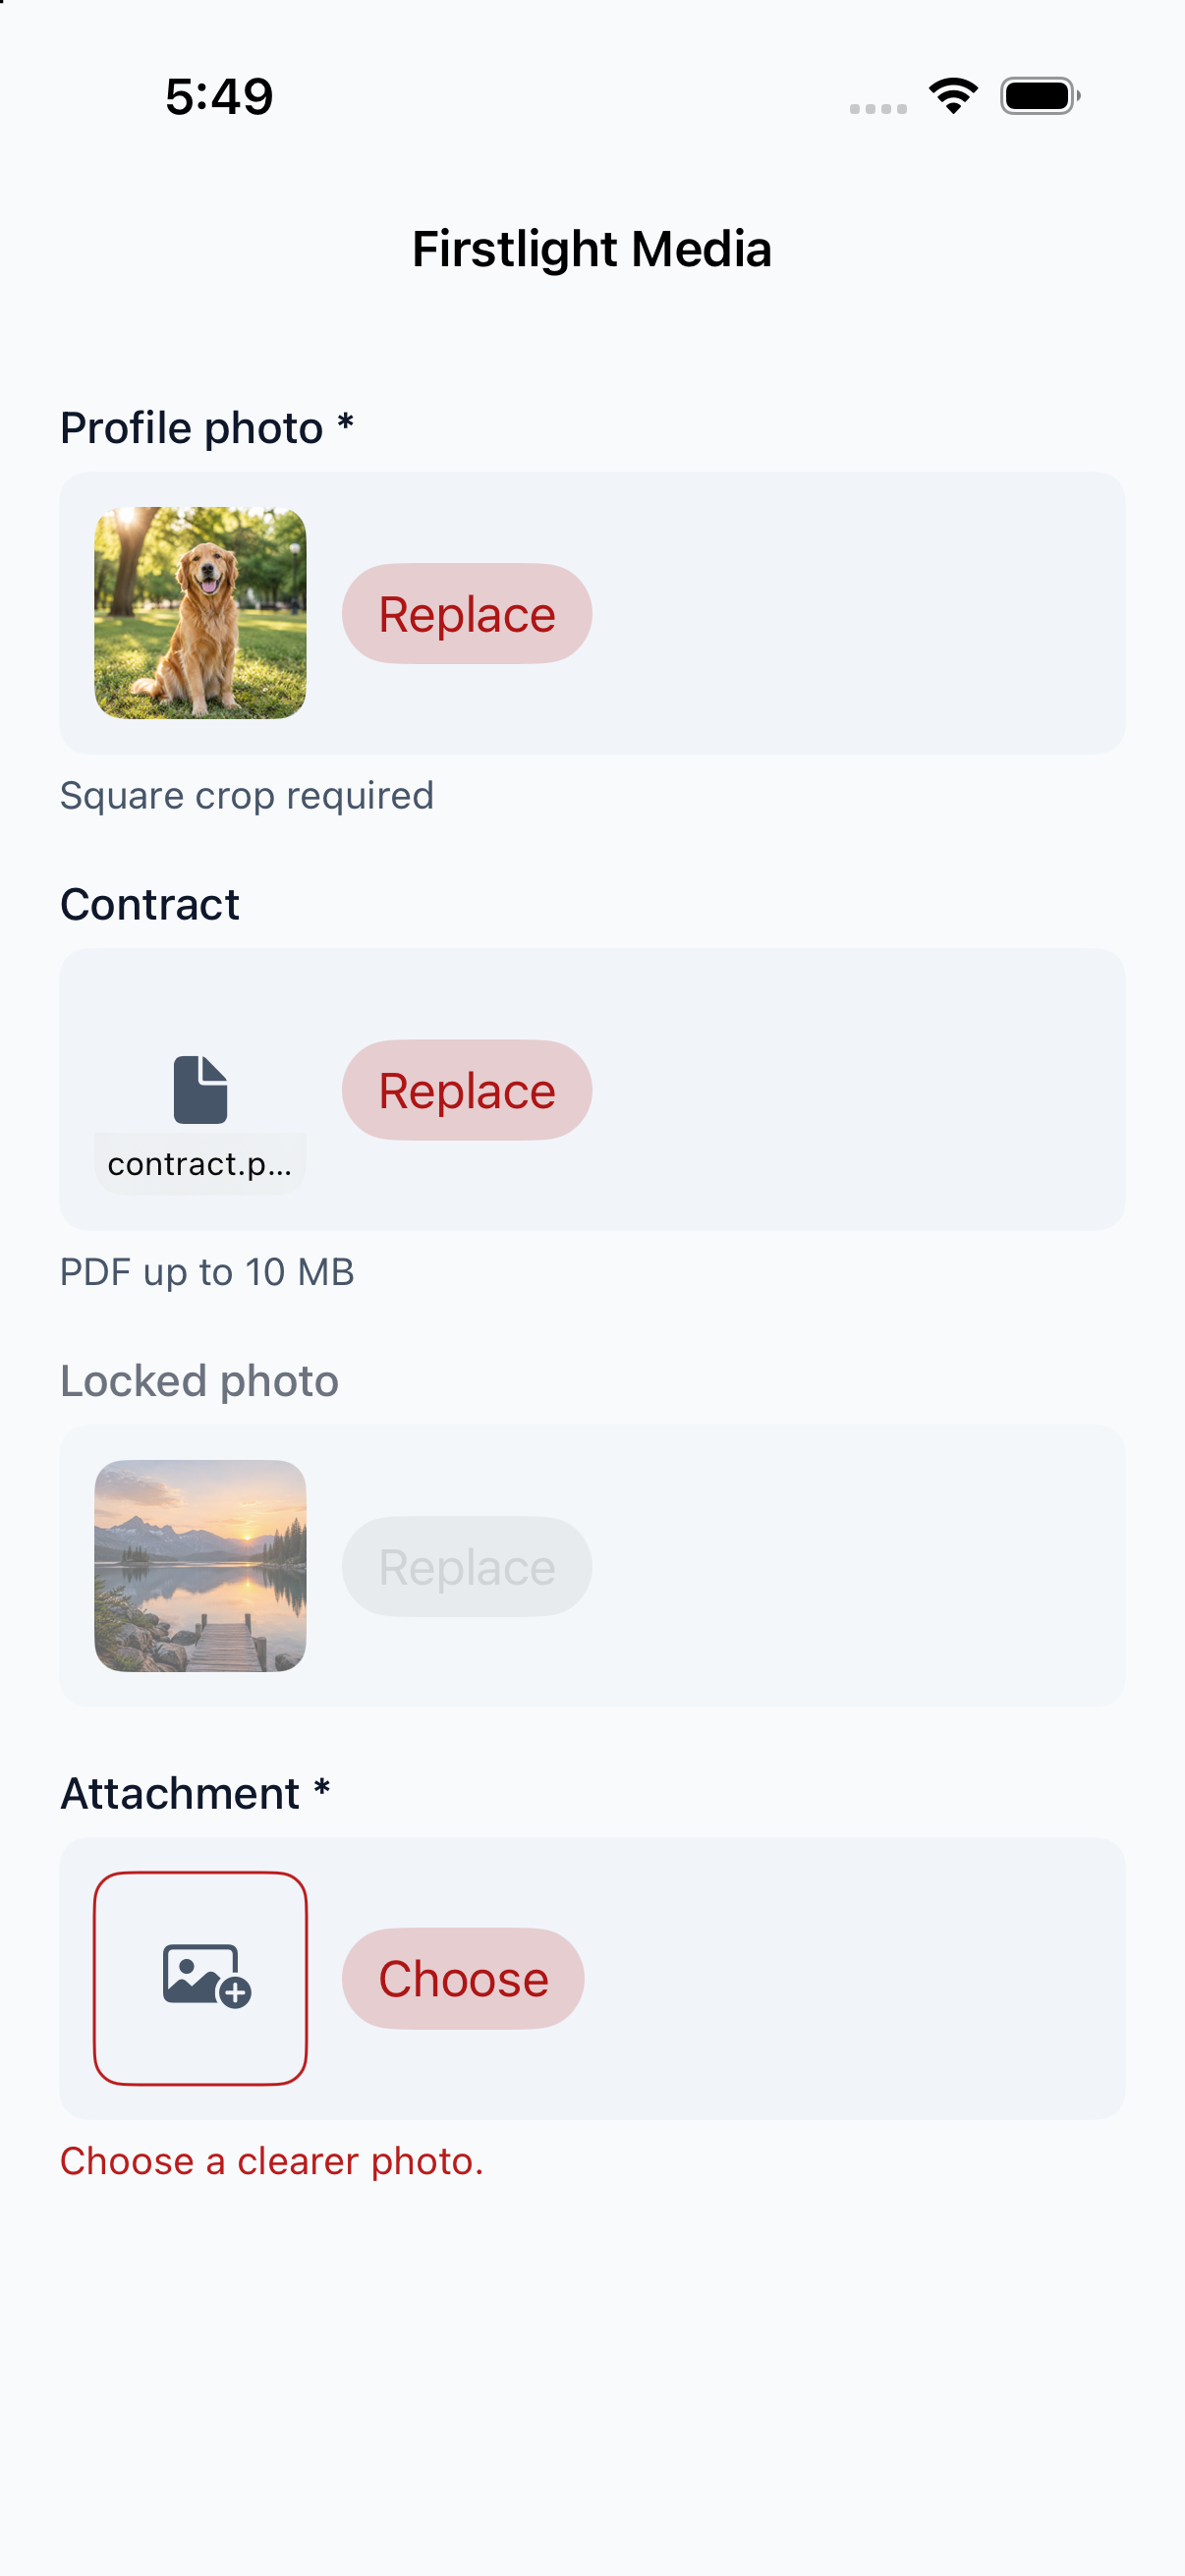 5:49
Firstlight Media
Profile photo *
Replace
Square crop required
Contract
Replace
contract.p...
PDF up to 10 MB
Locked photo
Replace
Attachment *
Choose
Choose a clearer photo.